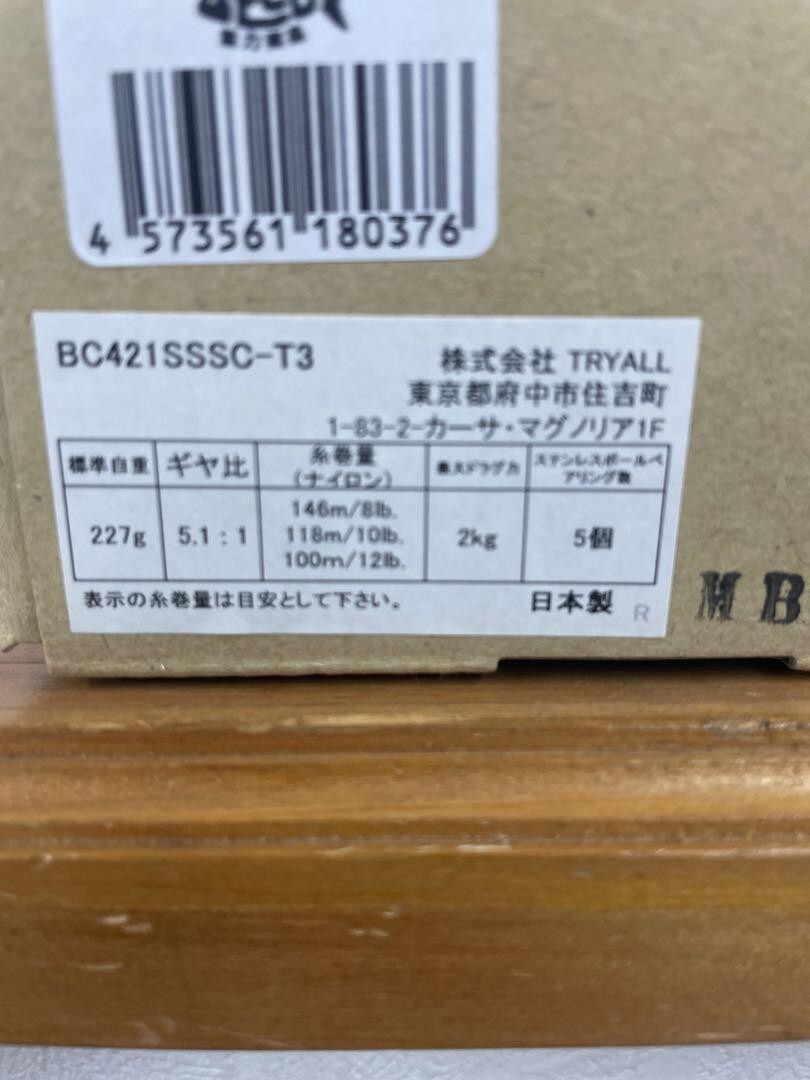 4 573561 180376
BC421SSSC-T3
株式会社 TRYALL
東京都府中市住吉町
1-83-2-カーサ・マグノリア1F
標準自重 ギヤ比 糸巻量(ナイロン) 最大ドラグ力 ステンレスボールベアリング数
227g 5.1:1 146m/8lb. 118m/10lb. 100m/12lb. 2kg 5個
表示の糸巻量は目安として下さい。 日本製 R
MB